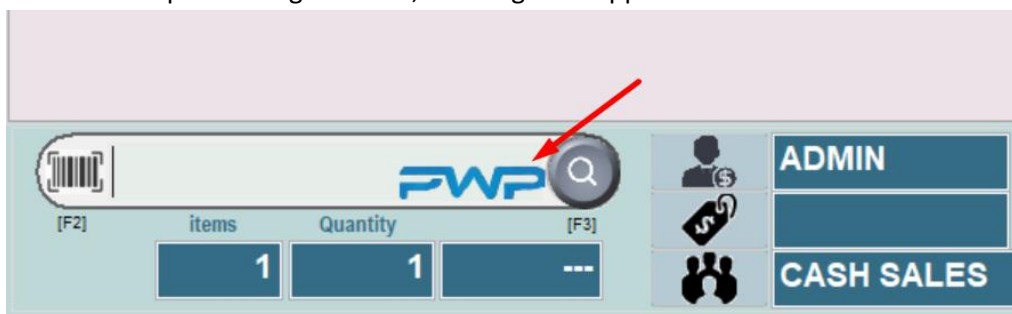 PWP
ADMIN
[F2] items Quantity [F3]
1 1 ---
CASH SALES